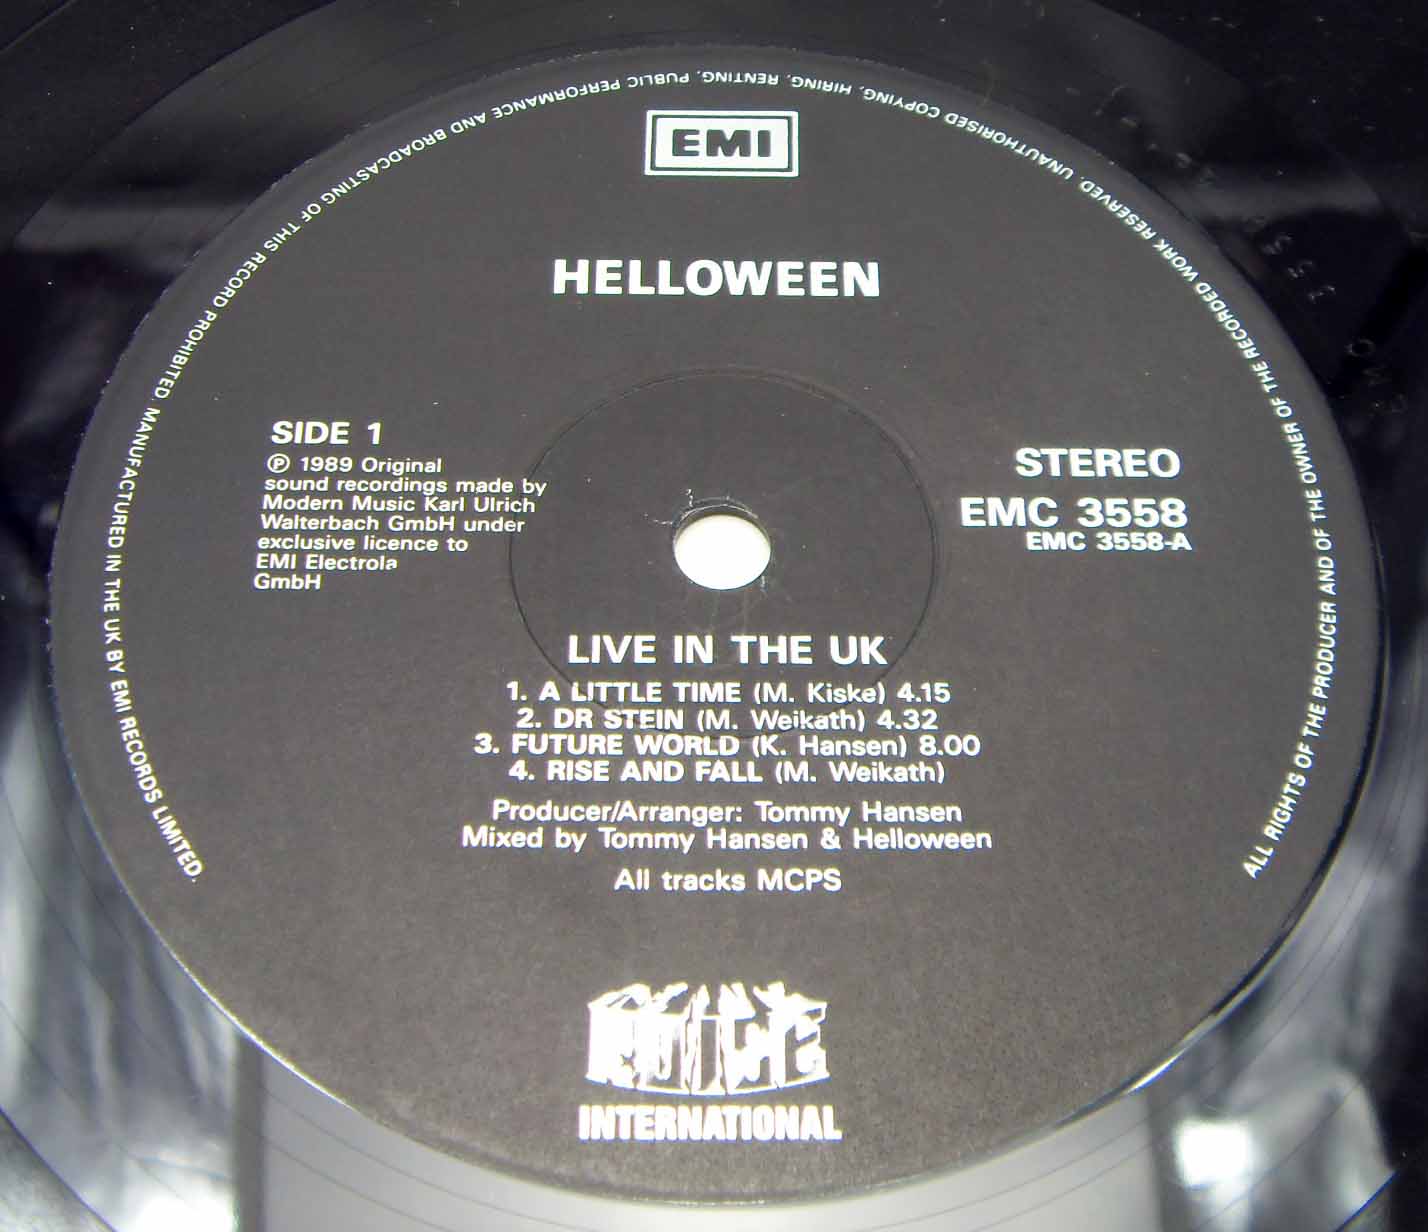 EMI
HELLOWEEN
SIDE 1
℗ 1989 Original
sound recordings made by
Modern Music Karl Ulrich
Walterbach GmbH under
exclusive licence to
EMI Electrola
GmbH
STEREO
EMC 3558
EMC 3558-A
LIVE IN THE UK
1. A LITTLE TIME (M. Kiske) 4.15
2. DR STEIN (M. Weikath) 4.32
3. FUTURE WORLD (K. Hansen) 8.00
4. RISE AND FALL (M. Weikath)
Producer/Arranger: Tommy Hansen
Mixed by Tommy Hansen & Helloween
All tracks MCPS
NOISE
INTERNATIONAL
ALL RIGHTS OF THE PRODUCER AND OF THE OWNER OF THE RECORDED WORK RESERVED. UNAUTHORISED COPYING, HIRING, RENTING, PUBLIC PERFORMANCE AND BROADCASTING OF THIS RECORD PROHIBITED. MANUFACTURED IN THE UK BY EMI RECORDS LIMITED.